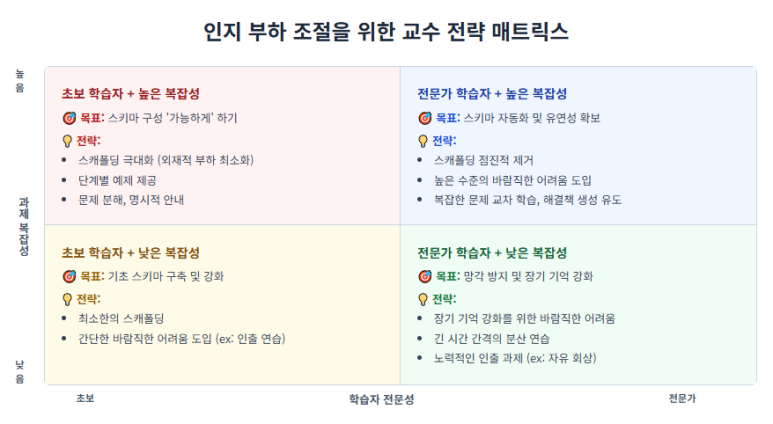 인지 부하 조절을 위한 교수 전략 매트릭스
높음
과제 복잡성
낮음
초보 학습자 + 높은 복잡성
🎯 목표: 스키마 구성 '가능하게' 하기
💡 전략:
• 스캐폴딩 극대화 (외재적 부하 최소화)
• 단계별 예제 제공
• 문제 분해, 명시적 안내
전문가 학습자 + 높은 복잡성
🎯 목표: 스키마 자동화 및 유연성 확보
💡 전략:
• 스캐폴딩 점진적 제거
• 높은 수준의 바람직한 어려움 도입
• 복잡한 문제 교차 학습, 해결책 생성 유도
초보 학습자 + 낮은 복잡성
🎯 목표: 기초 스키마 구축 및 강화
💡 전략:
• 최소한의 스캐폴딩
• 간단한 바람직한 어려움 도입 (ex: 인출 연습)
전문가 학습자 + 낮은 복잡성
🎯 목표: 망각 방지 및 장기 기억 강화
💡 전략:
• 장기 기억 강화를 위한 바람직한 어려움
• 긴 시간 간격의 분산 연습
• 노력적인 인출 과제 (ex: 자유 회상)
초보
학습자 전문성
전문가